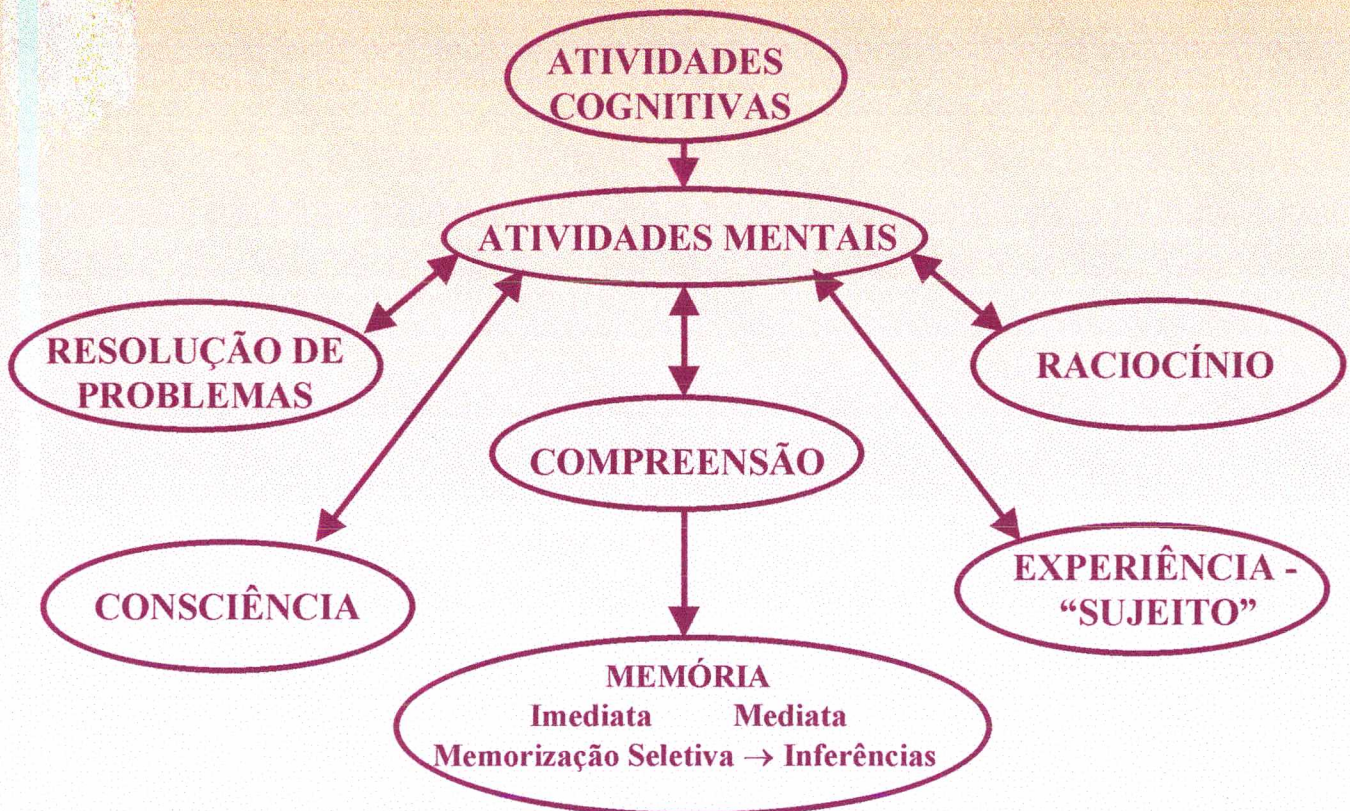 ATIVIDADES
COGNITIVAS
ATIVIDADES MENTAIS
RESOLUÇÃO DE
PROBLEMAS
RACIOCÍNIO
COMPREENSÃO
CONSCIÊNCIA
EXPERIÊNCIA -
“SUJEITO”
MEMÓRIA
Imediata Mediata
Memorização Seletiva → Inferências